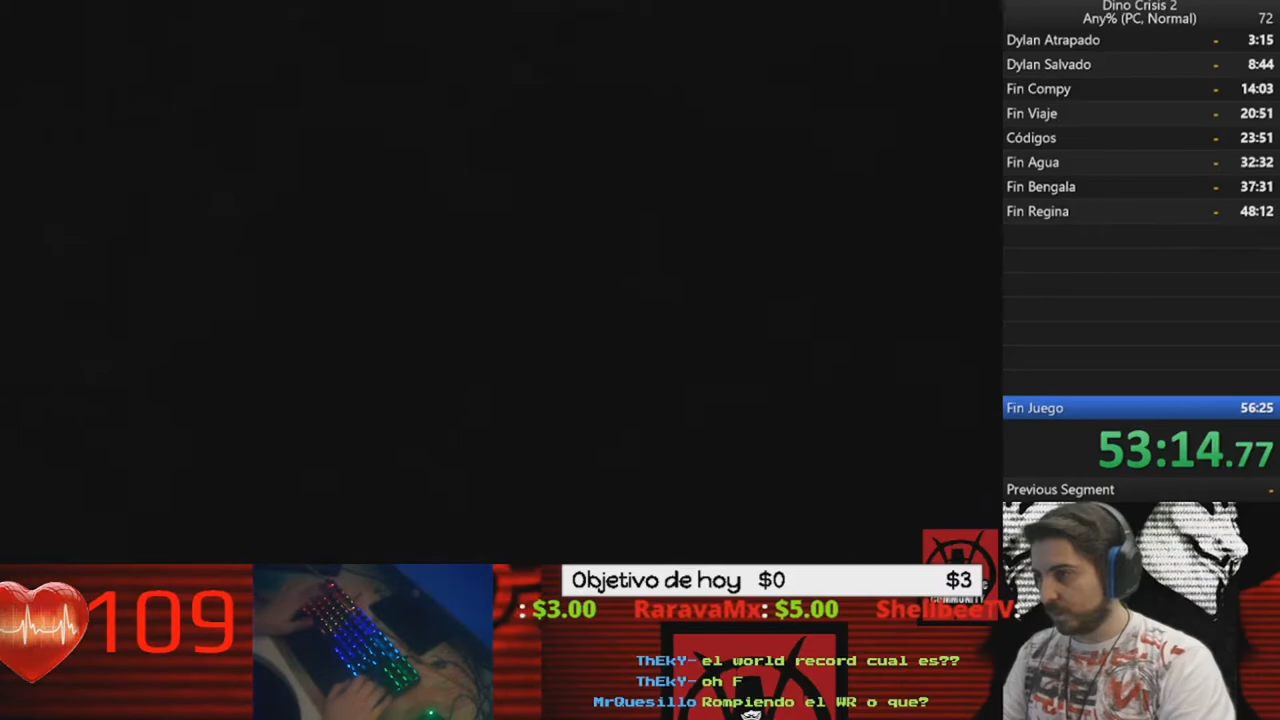 Dino Crisis 2
Any% (PC, Normal) 72
Dylan Atrapado - 3:15
Dylan Salvado - 8:44
Fin Compy - 14:03
Fin Viaje - 20:51
Códigos - 23:51
Fin Agua - 32:32
Fin Bengala - 37:31
Fin Regina - 48:12
Fin Juego 56:25
53:14.77
Previous Segment -
109
Objetivo de hoy $0 $3
COMMUNITY
: $3.00 RaravaMx: $5.00 ShellbeeTV
ThEkY- el world record cual es??
ThEkY- oh F
MrQuesillo Rompiendo el WR o que?